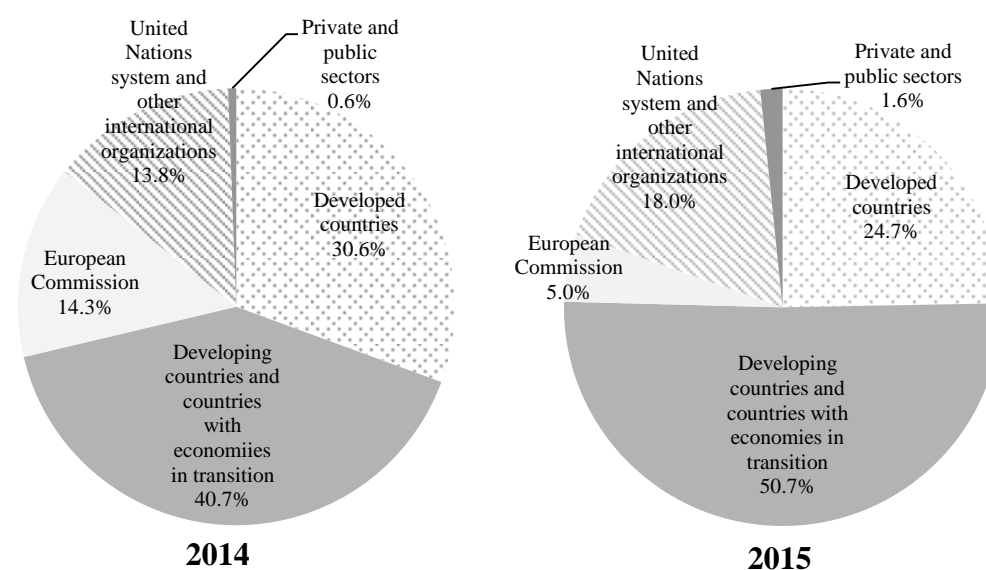 United
Nations
system and
other
international
organizations
13.8%
Private and
public
sectors
0.6%
Developed
countries
30.6%
European
Commission
14.3%
Developing
countries and
countries
with
economiies
in transition
40.7%
2014
United
Nations
system and
other
international
organizations
18.0%
Private and
public sectors
1.6%
Developed
countries
24.7%
European
Commission
5.0%
Developing
countries and
countries with
economies in
transition
50.7%
2015